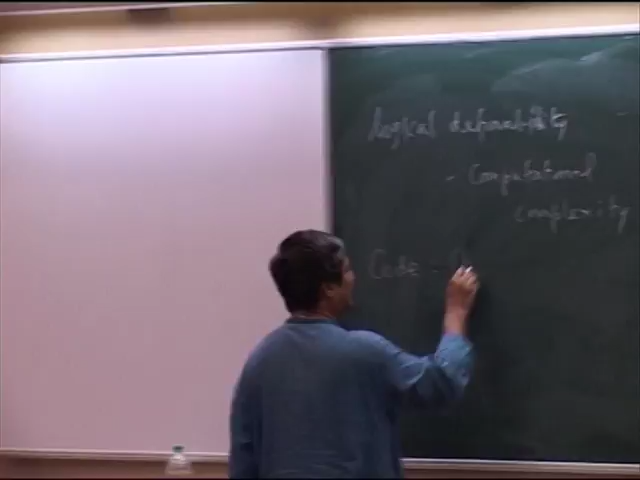 logical definability
- Computational
complexity
Code -